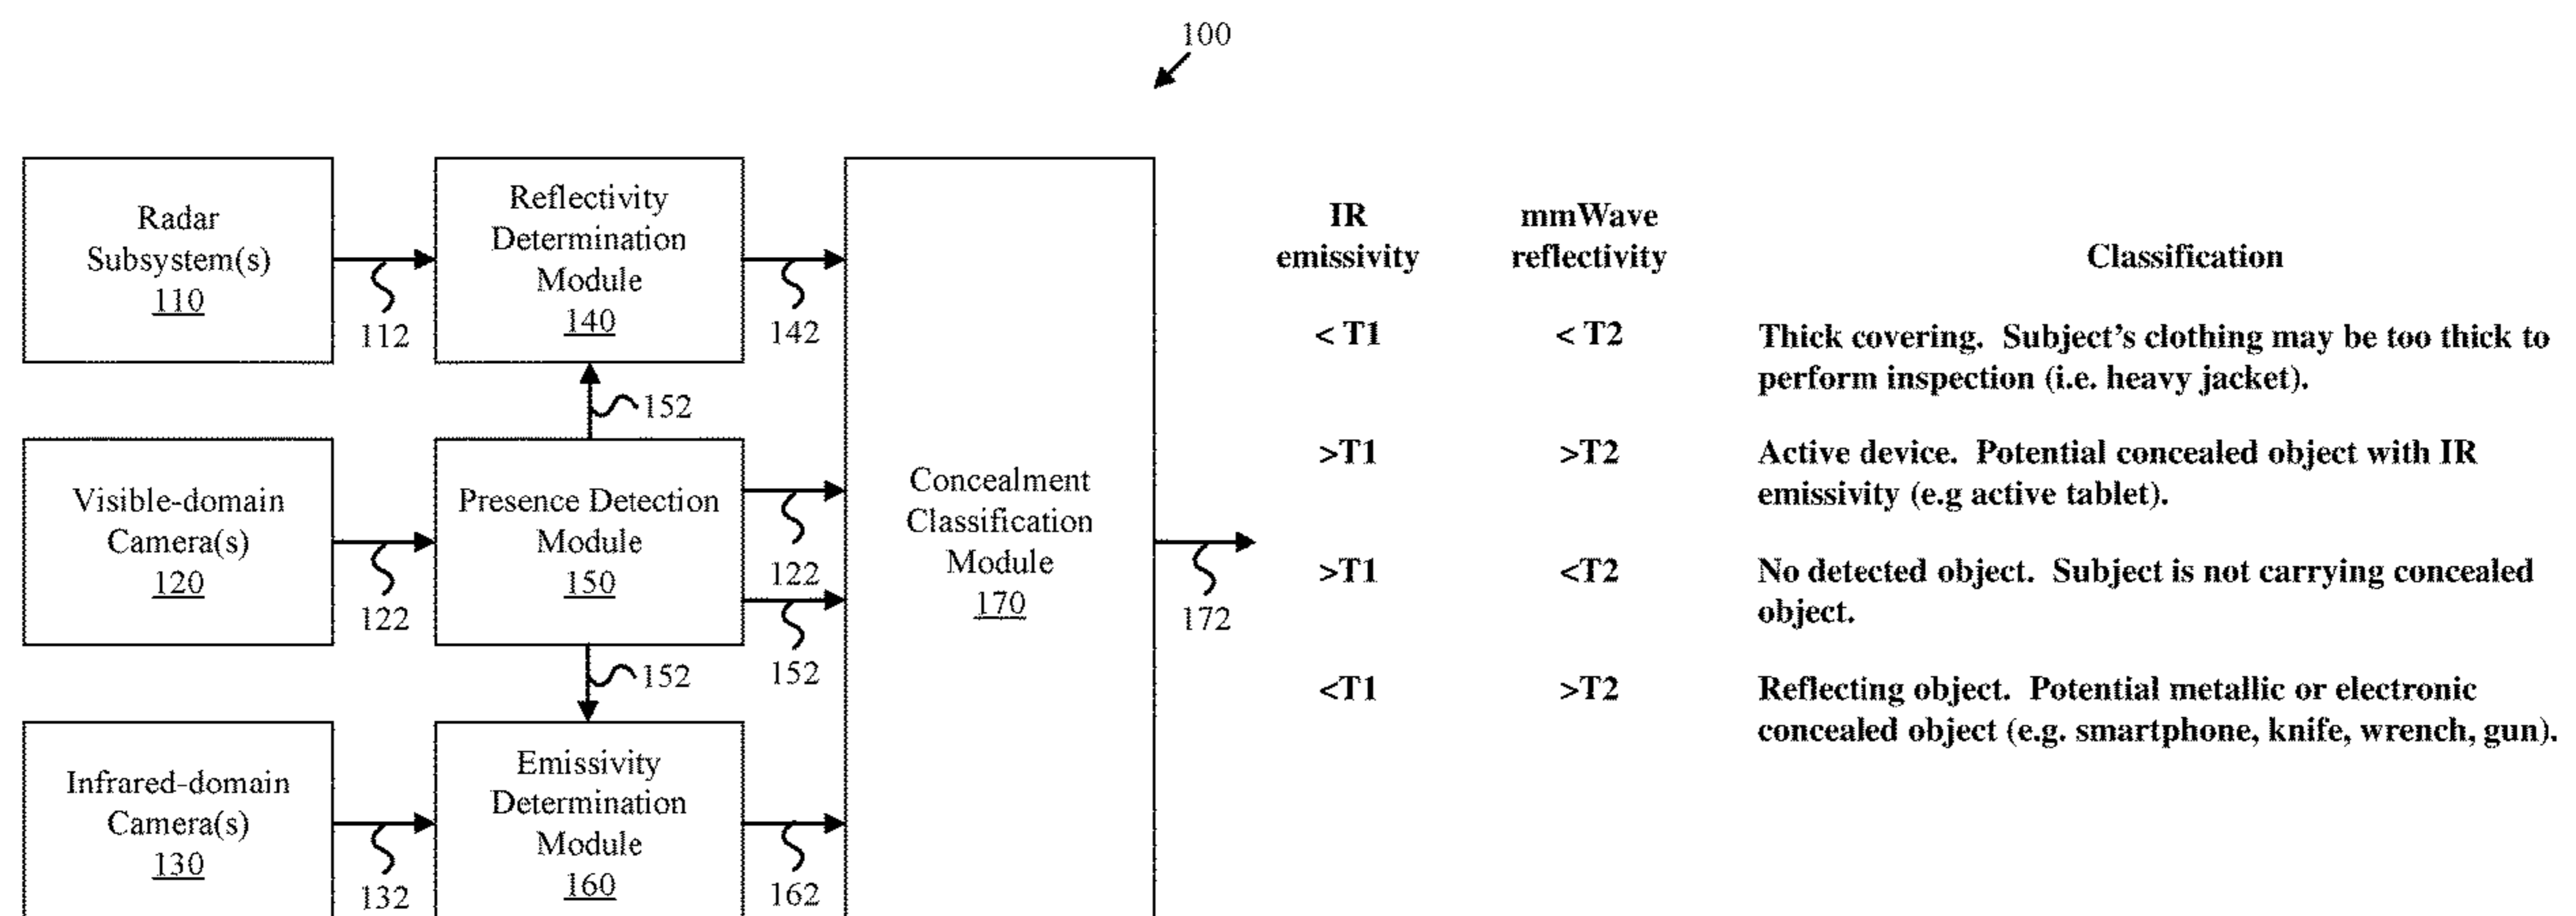 100
Radar
Subsystem(s)
110
112
Reflectivity
Determination
Module
140
142
152
Visible-domain
Camera(s)
120
122
Presence Detection
Module
150
122
152
152
Infrared-domain
Camera(s)
130
132
Emissivity
Determination
Module
160
162
Concealment
Classification
Module
170
172
IR
emissivity
mmWave
reflectivity
Classification
< T1
< T2
Thick covering. Subject's clothing may be too thick to
perform inspection (i.e. heavy jacket).
>T1
>T2
Active device. Potential concealed object with IR
emissivity (e.g active tablet).
>T1
<T2
No detected object. Subject is not carrying concealed
object.
<T1
>T2
Reflecting object. Potential metallic or electronic
concealed object (e.g. smartphone, knife, wrench, gun).